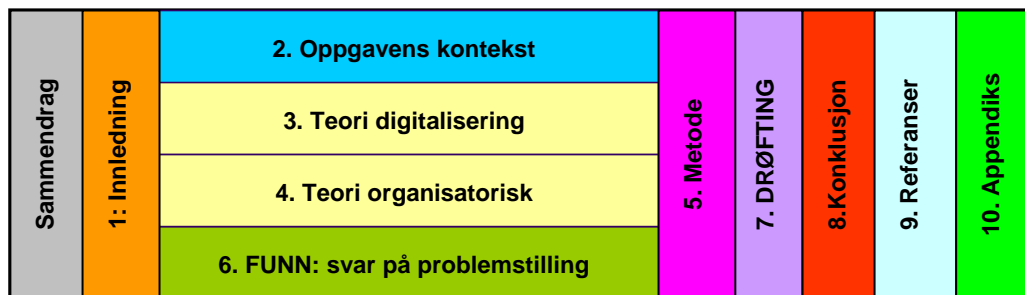 Sammendrag
1: Innledning
2. Oppgavens kontekst
3. Teori digitalisering
4. Teori organisatorisk
6. FUNN: svar på problemstilling
5. Metode
7. DRØFTING
8.Konklusjon
9. Referanser
10. Appendiks